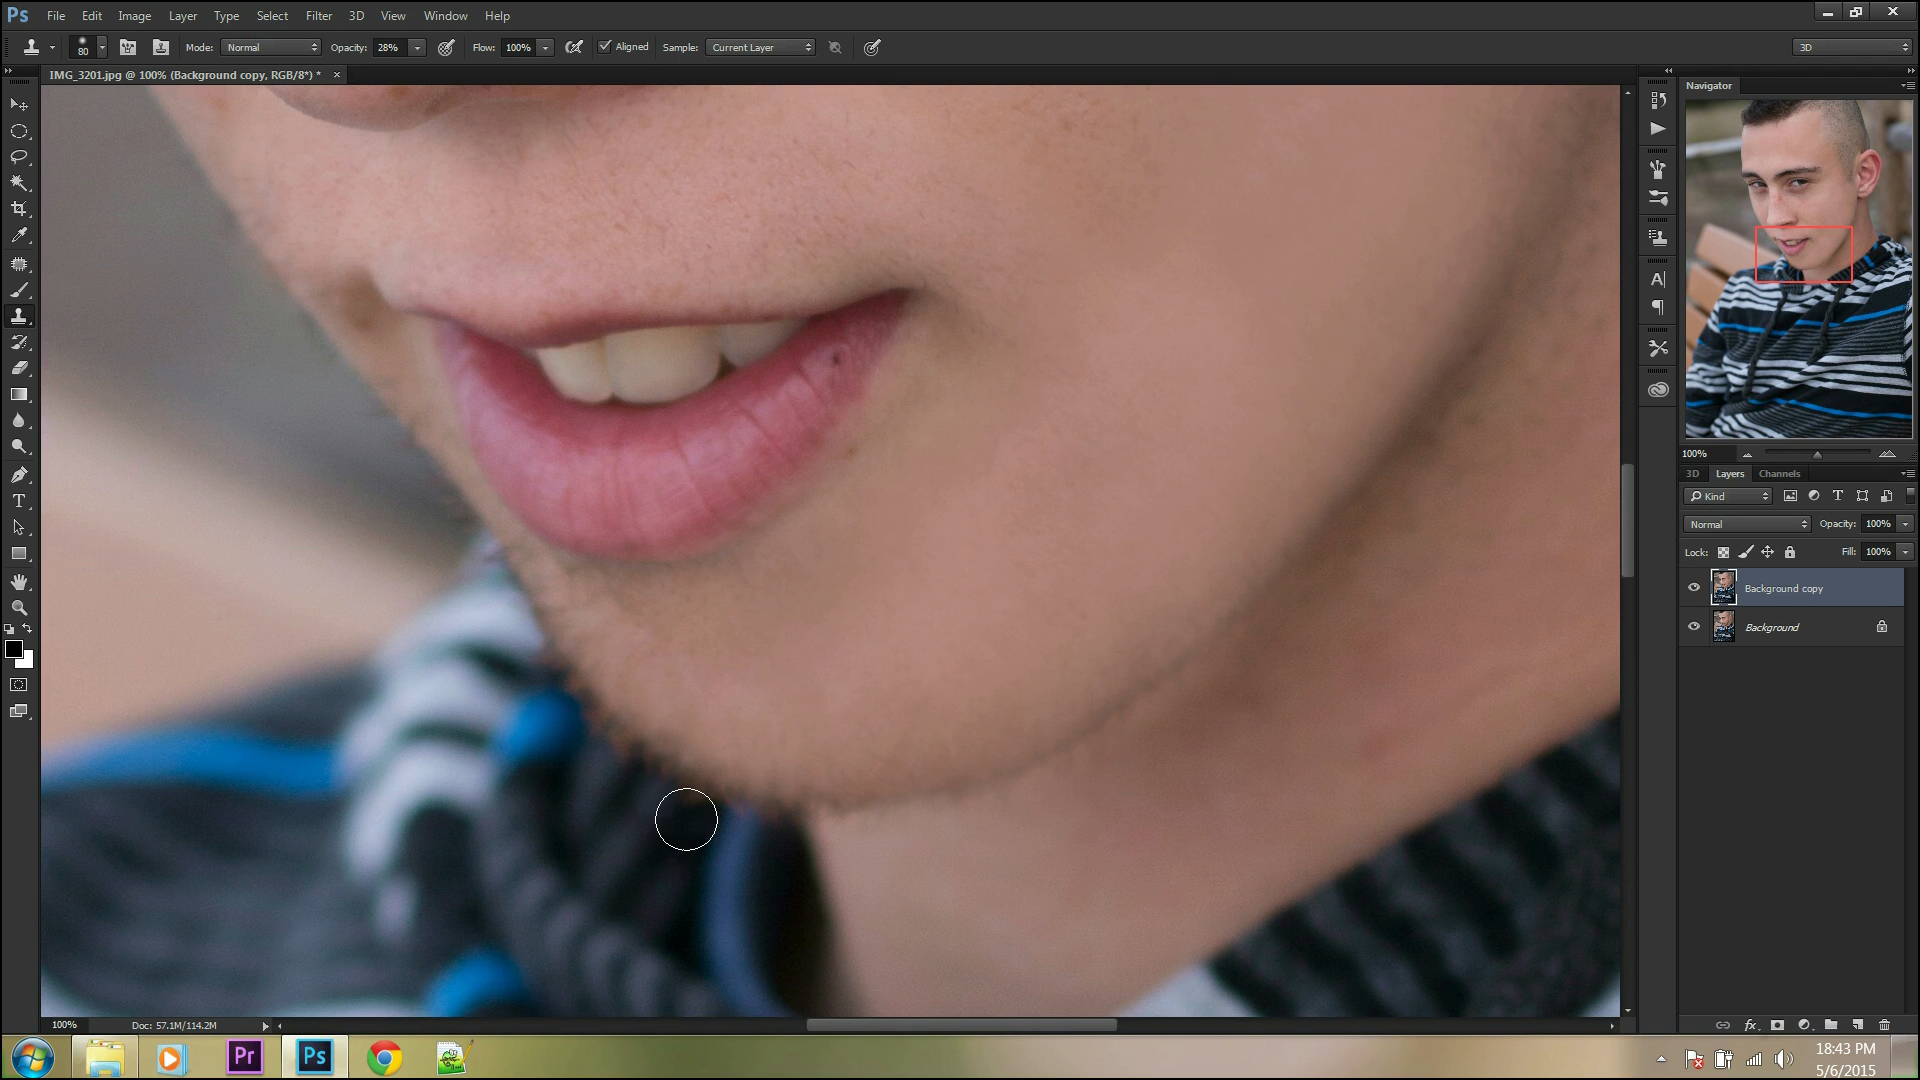 Ps File Edit Image Layer Type Select Filter 3D View Window Help
80 Mode: Normal Opacity: 28% Flow: 100% Aligned Sample: Current Layer 3D
IMG_3201.jpg @ 100% (Background copy, RGB/8*) * ×
Navigator
100%
3D Layers Channels
Kind
Normal Opacity: 100%
Lock: Fill: 100%
Background copy
Background
fx
100% Doc: 57.1M/114.2M
Pr Ps
18:43 PM
5/6/2015